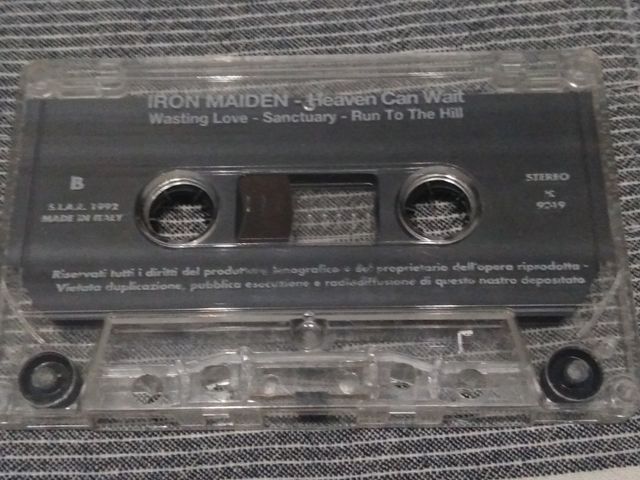 IRON MAIDEN - Heaven Can Wait
Wasting Love - Sanctuary - Run To The Hill
B
STEREO
S.I.A.E. 1992
MADE IN ITALY
Riservati tutti i diritti del produttore fonografico e del proprietario dell'opera riprodotta -
Vietata duplicazione, pubblica esecuzione e radiodiffusione di questo nastro depositato